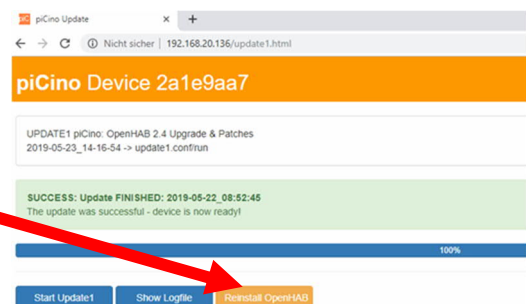 piCino Update
Nicht sicher | 192.168.20.136/update1.html
piCino Device 2a1e9aa7
UPDATE1 piCino: OpenHAB 2.4 Upgrade & Patches
2019-05-23_14-16-54 -> update1.conf/run
SUCCESS: Update FINISHED: 2019-05-22_08:52:45
The update was successful - device is now ready!
100%
Start Update1 Show Logfile Reinstall OpenHAB